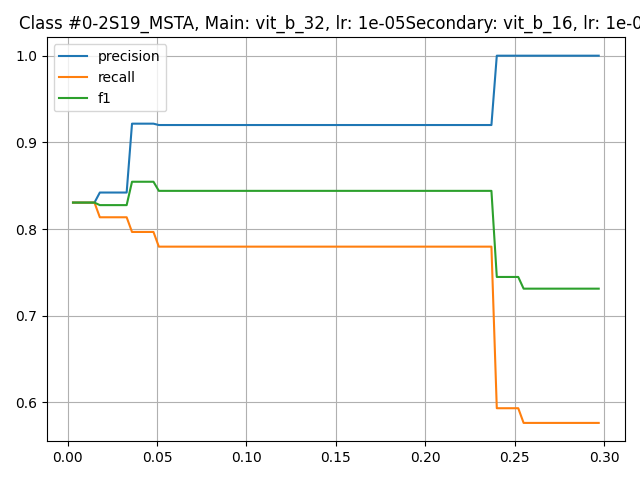 Class #0-2S19_MSTA, Main: vit_b_32, lr: 1e-05Secondary: vit_b_16, lr: 1e-0
precision
recall
f1
1.0
0.9
0.8
0.7
0.6
0.00 0.05 0.10 0.15 0.20 0.25 0.30